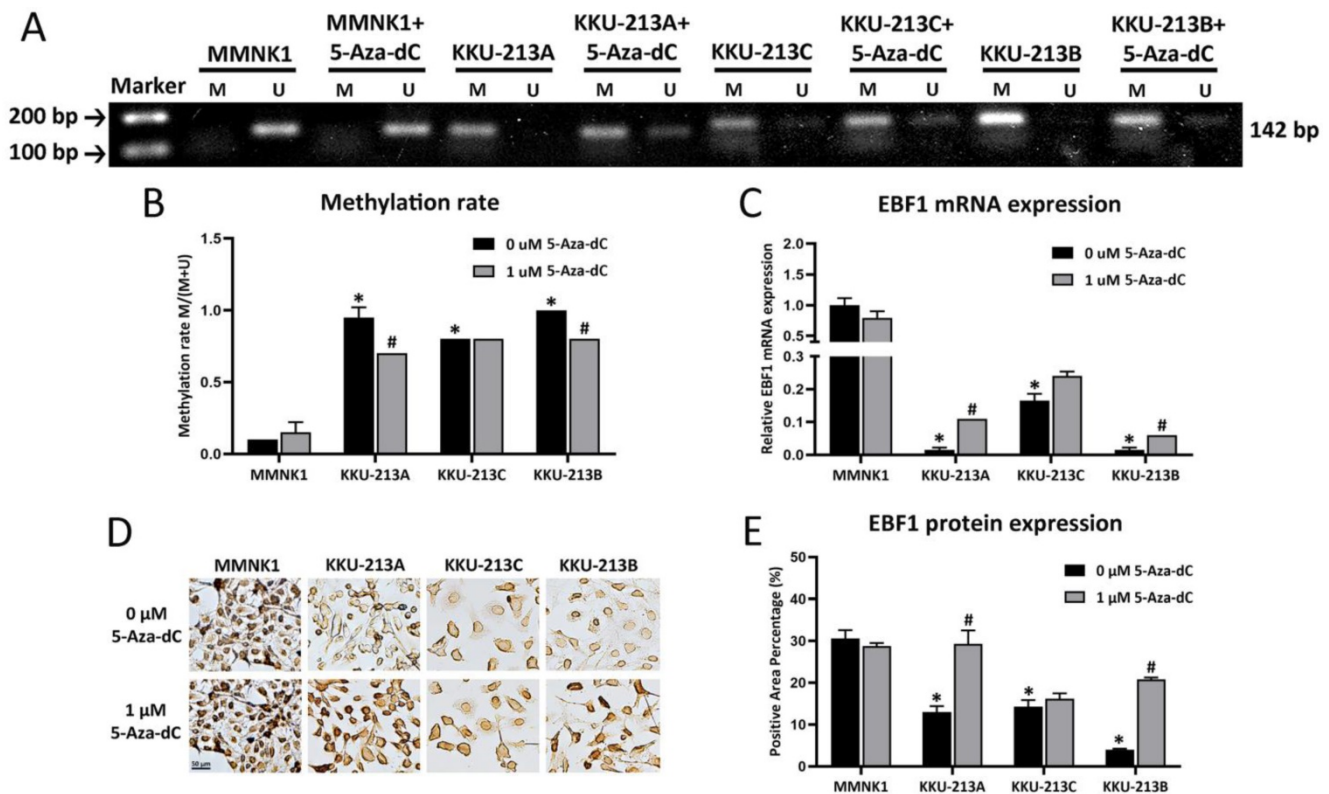 A
MMNK1
MMNK1+
5-Aza-dC
KKU-213A
KKU-213A+
5-Aza-dC
KKU-213C
KKU-213C+
5-Aza-dC
KKU-213B
KKU-213B+
5-Aza-dC
Marker M U M U M U M U M U M U M U M U
200 bp →
100 bp →
142 bp
B
Methylation rate
0 uM 5-Aza-dC
1 uM 5-Aza-dC
Methylation rate M/(M+U)
1.5
1.0
0.5
0.0
* # * * #
MMNK1 KKU-213A KKU-213C KKU-213B
C
EBF1 mRNA expression
0 uM 5-Aza-dC
1 uM 5-Aza-dC
Relative EBF1 mRNA expression
2.0
1.5
1.0
0.5
0.3
0.2
0.1
0.0
* # * * #
MMNK1 KKU-213A KKU-213C KKU-213B
D
MMNK1 KKU-213A KKU-213C KKU-213B
0 μM
5-Aza-dC
1 μM
5-Aza-dC
50 μm
E
EBF1 protein expression
0 μM 5-Aza-dC
1 μM 5-Aza-dC
Positive Area Percentage (%)
50
40
30
20
10
0
* # * * #
MMNK1 KKU-213A KKU-213C KKU-213B